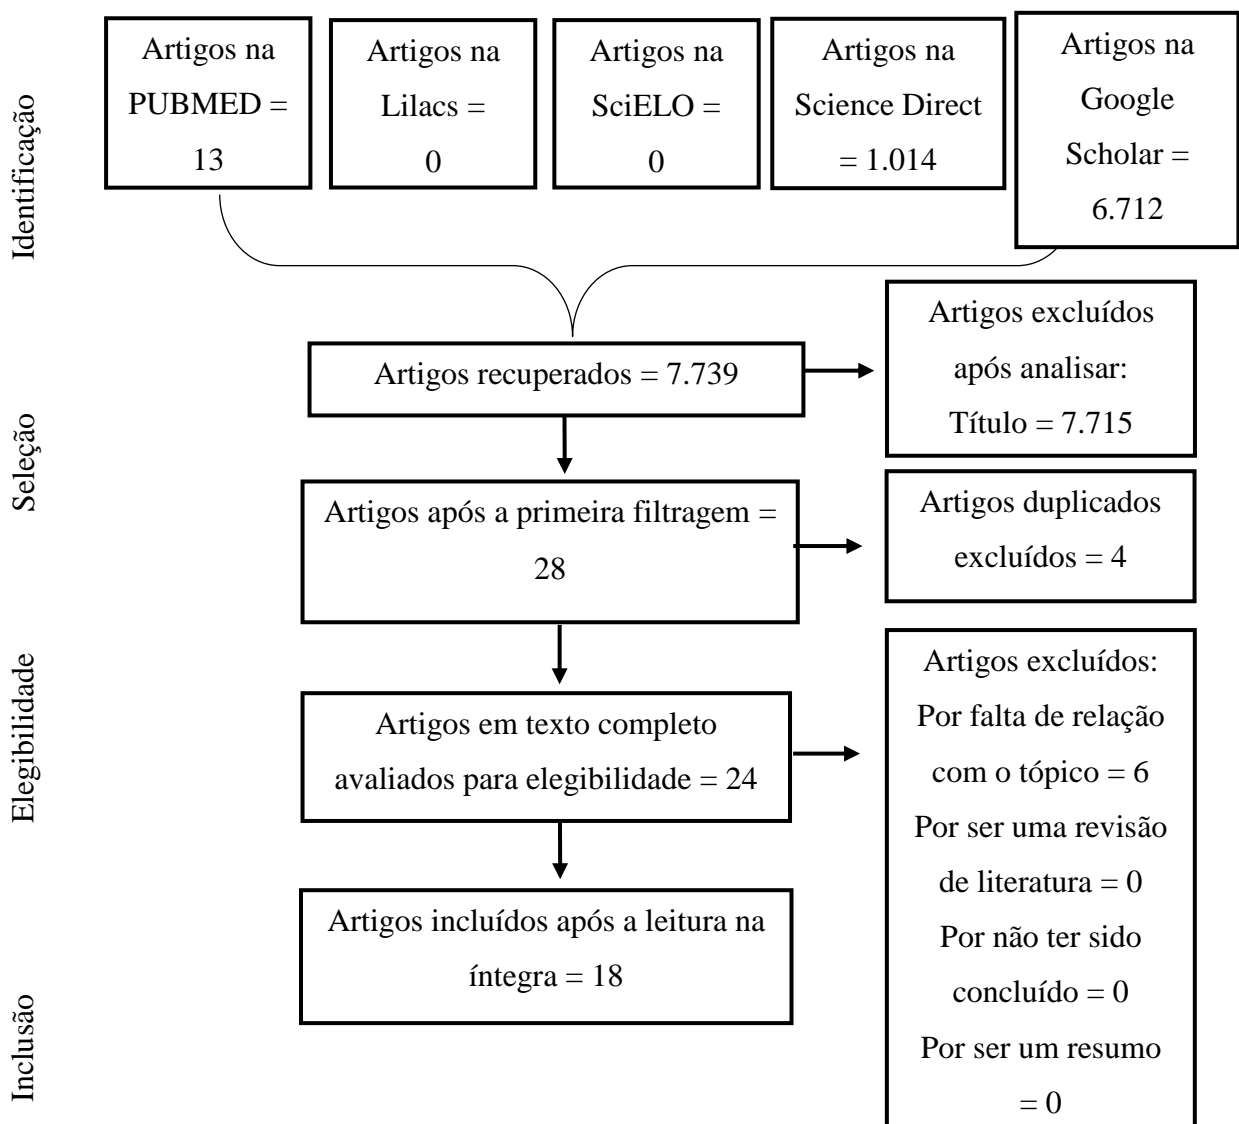 Identificação
Artigos na
PUBMED =
13
Artigos na
Lilacs =
0
Artigos na
SciELO =
0
Artigos na
Science Direct
= 1.014
Artigos na
Google
Scholar =
6.712
Seleção
Artigos recuperados = 7.739
Artigos excluídos
após analisar:
Título = 7.715
Artigos após a primeira filtragem =
28
Artigos duplicados
excluídos = 4
Elegibilidade
Artigos em texto completo
avaliados para elegibilidade = 24
Artigos excluídos:
Por falta de relação
com o tópico = 6
Por ser uma revisão
de literatura = 0
Por não ter sido
concluído = 0
Por ser um resumo
= 0
Inclusão
Artigos incluídos após a leitura na
íntegra = 18